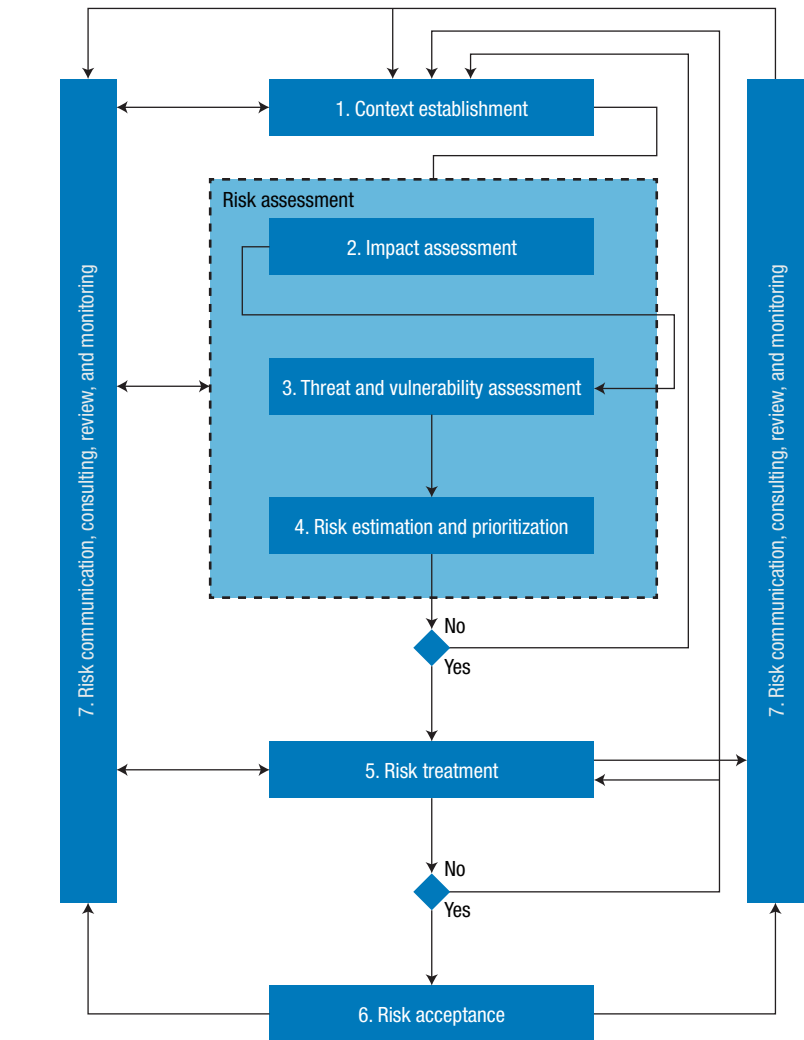 1. Context establishment
Risk assessment
2. Impact assessment
3. Threat and vulnerability assessment
4. Risk estimation and prioritization
No
Yes
5. Risk treatment
No
Yes
6. Risk acceptance
7. Risk communication, consulting, review, and monitoring
7. Risk communication, consulting, review, and monitoring